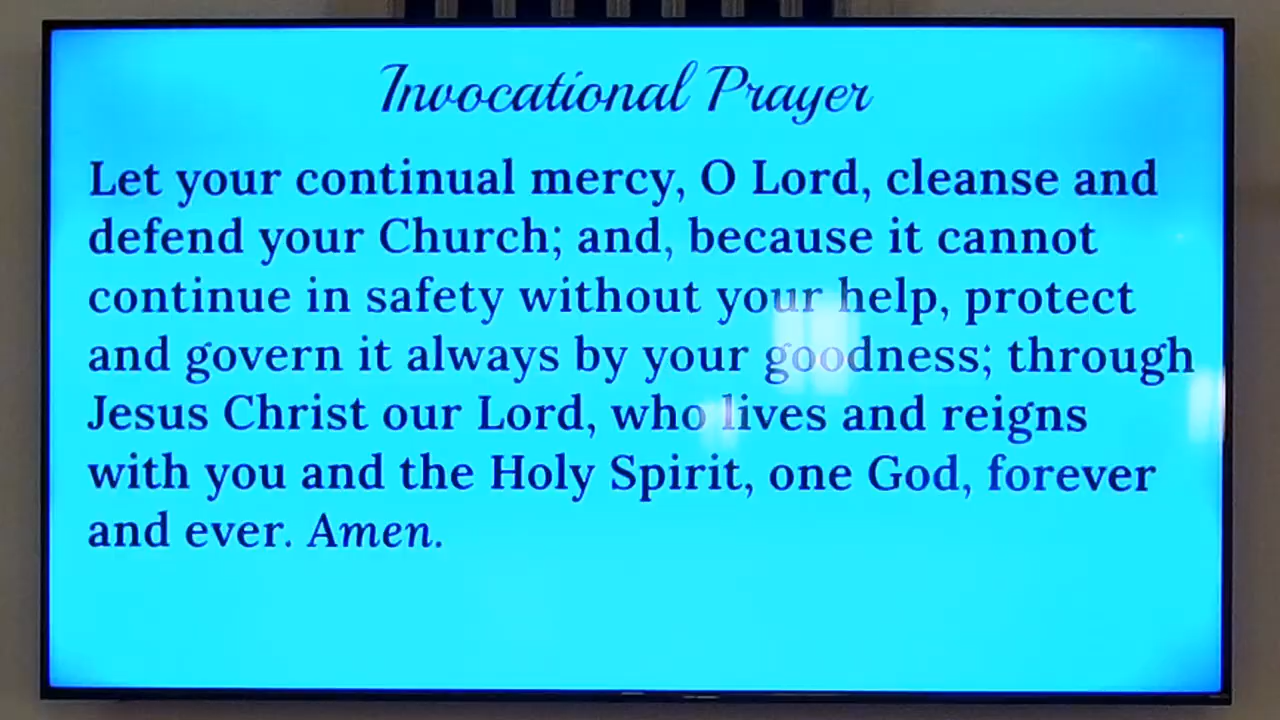 Invocational Prayer
Let your continual mercy, O Lord, cleanse and
defend your Church; and, because it cannot
continue in safety without your help, protect
and govern it always by your goodness; through
Jesus Christ our Lord, who lives and reigns
with you and the Holy Spirit, one God, forever
and ever. Amen.